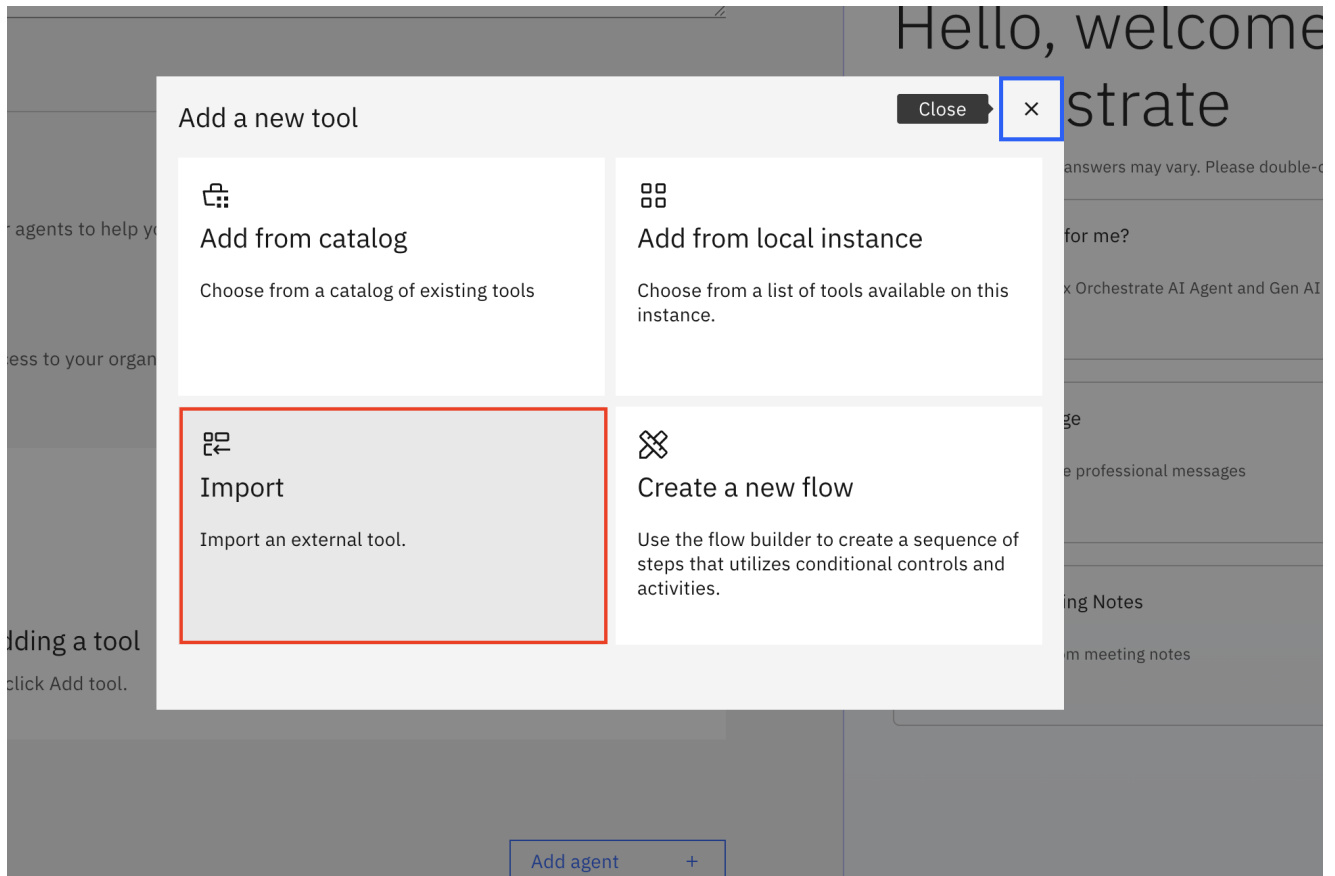 Hello, welcome
strate
Add a new tool
Close
answers may vary. Please double-
Add from catalog
Choose from a catalog of existing tools
Add from local instance
Choose from a list of tools available on this
instance.
agents to help
for me?
x Orchestrate AI Agent and Gen AI
cess to your organ
Import
Import an external tool.
Create a new flow
Use the flow builder to create a sequence of
steps that utilizes conditional controls and
activities.
ge
e professional messages
ing Notes
om meeting notes
dding a tool
click Add tool.
Add agent +